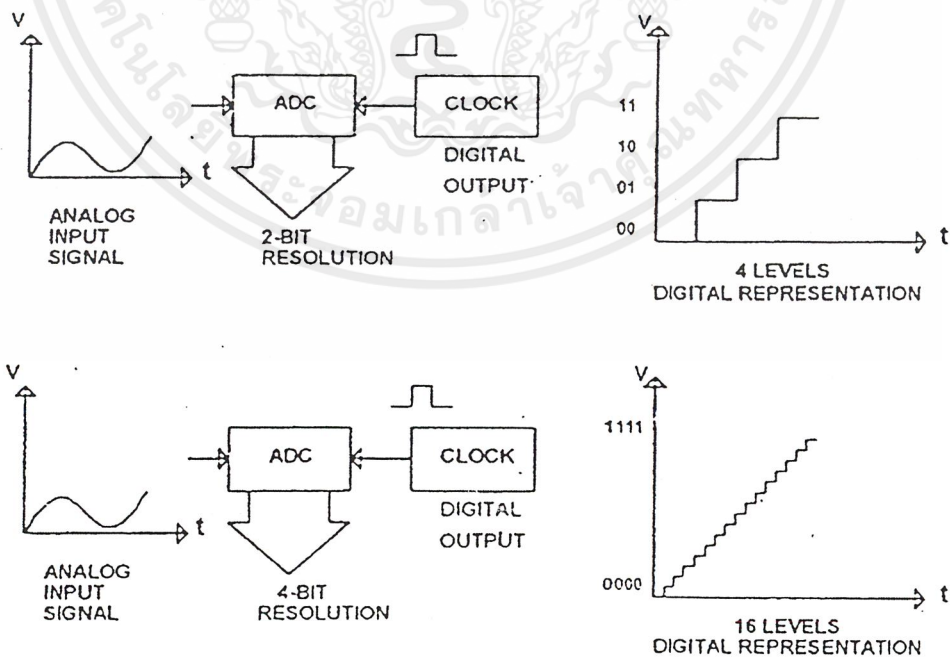 V
t
ANALOG
INPUT
SIGNAL
ADC
CLOCK
DIGITAL
OUTPUT
2-BIT
RESOLUTION
V
11
10
01
00
t
4 LEVELS
DIGITAL REPRESENTATION
V
t
ANALOG
INPUT
SIGNAL
ADC
CLOCK
DIGITAL
OUTPUT
4-BIT
RESOLUTION
V
1111
0000
t
16 LEVELS
DIGITAL REPRESENTATION